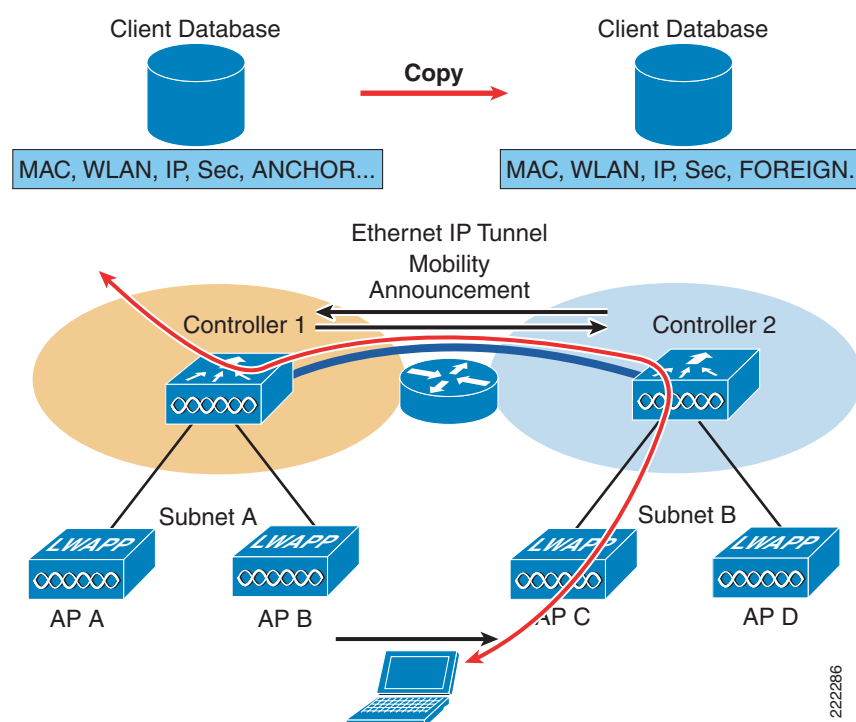 Client Database
Client Database
Copy
MAC, WLAN, IP, Sec, ANCHOR...
MAC, WLAN, IP, Sec, FOREIGN.
Ethernet IP Tunnel
Mobility
Announcement
Controller 1
Controller 2
Subnet A
Subnet B
LWAPP
LWAPP
LWAPP
LWAPP
AP A
AP B
AP C
AP D
222286